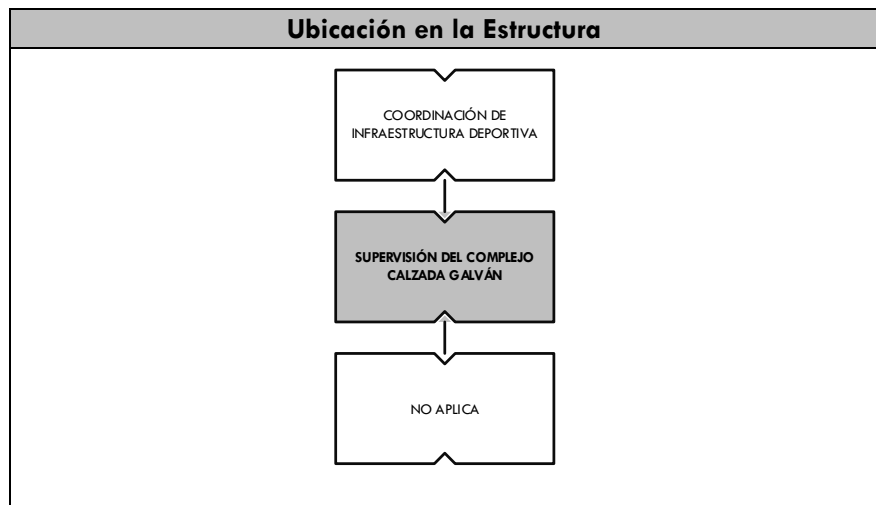 Ubicación en la Estructura
COORDINACIÓN DE
INFRAESTRUCTURA DEPORTIVA
SUPERVISIÓN DEL COMPLEJO
CALZADA GALVÁN
NO APLICA